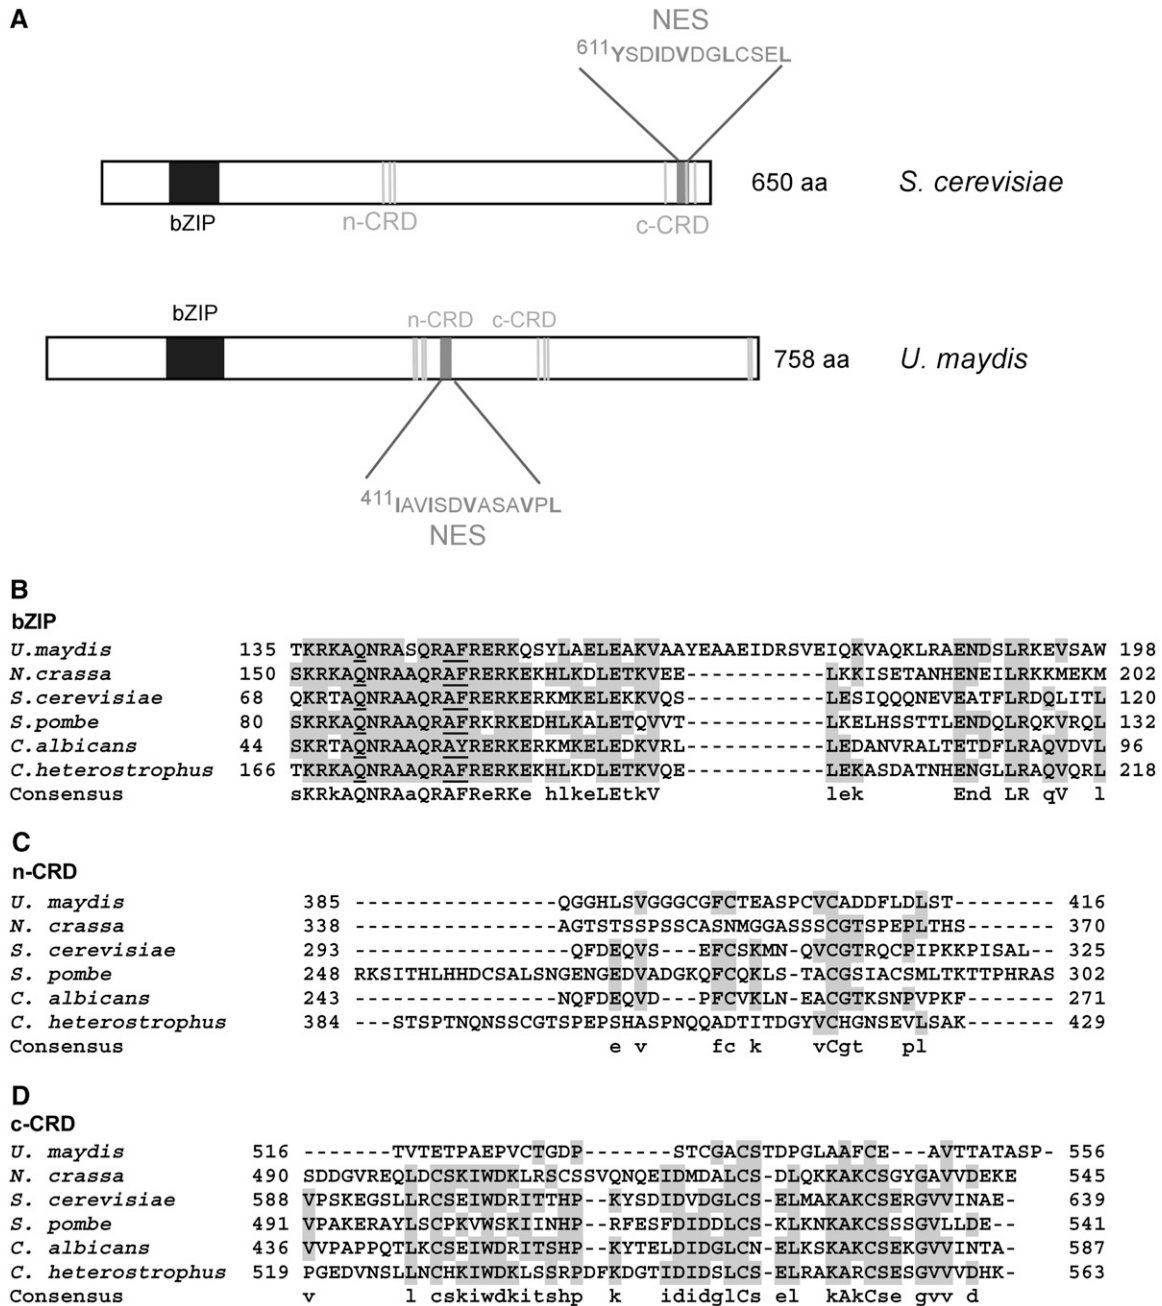 A
NES
611YSDIDVDGLCSEL
650 aa
S. cerevisiae
bZIP
n-CRD
c-CRD
bZIP
n-CRD
c-CRD
758 aa
U. maydis
411IAVISDVASAVPL
NES
B
bZIP
U.maydis 135 TKRKAQNRASQRAFRERKQSYLAELEAKVAAYEAAEIDRSVEIQKVAQKLRAENDSLRKEVSAW 198
N.crassa 150 SKRKAQNRAAQRAFRERKEKHLKDLETKVEE-----------LKKISETANHENEILRKKMEKM 202
S.cerevisiae 68 QKRTAQNRAAQRAFRERKERKMKELEKKVQS-----------LESIQQQNEVEATFLRDQLITL 120
S.pombe 80 SKRKAQNRAAQRAFRKRKEDHLKALETQVVT-----------LKELHSSTTLENDQLRQKVRQL 132
C.albicans 44 SKRTAQNRAAQRAYRERKERKMKELEDKVRL-----------LEDANVRALTETDFLRAQVDVL 96
C.heterostrophus 166 TKRKAQNRAAQRAFRERKEKHLKDLETKVQE-----------LEKASDATNHENGLLRAQVQRL 218
Consensus sKRkAQNRAaQRAFReRKe hlkeLEtkV lek End LR qV l
C
n-CRD
U. maydis 385 ----------------QGGHLSVGGGCGFCTEASPCVCADDFLDLST-------- 416
N. crassa 338 ----------------AGTSTSSPSSCASNMGGASSSCGTSPEPLTHS------- 370
S. cerevisiae 293 -----------------QFDEQVS---EFCSKMN-QVCGTRQCPIPKKPISAL-- 325
S. pombe 248 RKSITHLHHDCSALSNGENGEDVADGKQFCQKLS-TACGSIACSMLTKTTPHRAS 302
C. albicans 243 ----------------NQFDEQVD---PFCVKLN-EACGTKSNPVPKF------- 271
C. heterostrophus 384 ---STSPTNQNSSCGTSPEPSHASPNQQADTITDGYVCHGNSEVLSAK------- 429
Consensus e v fc k vCgt pl
D
c-CRD
U. maydis 516 -------TVTETPAEPVCTGDP-------STCGACSTDPGLAAFCE---AVTTATASP- 556
N. crassa 490 SDDGVREQLDCSKIWDKLRSCSSVQNQEIDMDALCS-DLQKKAKCSGYGAVVDEKE 545
S. cerevisiae 588 VPSKEGSLLRCSEIWDRITTHP--KYSDIDVDGLCS-ELMAKAKCSERGVVINAE- 639
S. pombe 491 VPAKERAYLSCPKVWSKIINHP--RFESFDIDDLCS-KLKNKAKCSSSGVLLDE-- 541
C. albicans 436 VVPAPPQTLKCSEIWDRITSHP--KYTELDIDGLCN-ELKSKAKCSEKGVVINTA- 587
C. heterostrophus 519 PGEDVNSLLNCHKIWDKLSSRPDFKDGTIDIDSLCS-ELRAKARCSESGVVVDHK- 563
Consensus v l cskiwdkitshp k ididglCs el kAkCse gvv d